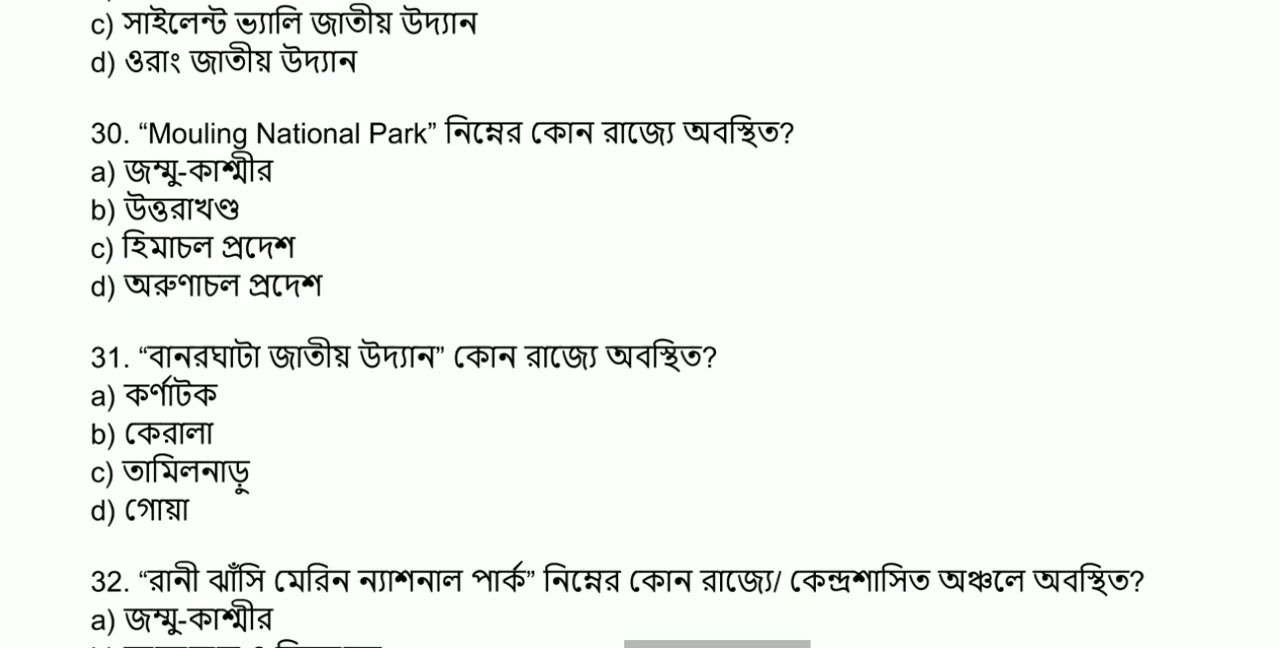 c) সাইলেন্ট ভ্যালি জাতীয় উদ্যান
d) ওরাং জাতীয় উদ্যান
30. “Mouling National Park” নিম্নের কোন রাজ্যে অবস্থিত?
a) জম্মু-কাশ্মীর
b) উত্তরাখণ্ড
c) হিমাচল প্রদেশ
d) অরুণাচল প্রদেশ
31. “বানরঘাটা জাতীয় উদ্যান” কোন রাজ্যে অবস্থিত?
a) কর্ণাটক
b) কেরালা
c) তামিলনাড়ু
d) গোয়া
32. “রানী ঝাঁসি মেরিন ন্যাশনাল পার্ক” নিম্নের কোন রাজ্যে/ কেন্দ্রশাসিত অঞ্চলে অবস্থিত?
a) জম্মু-কাশ্মীর